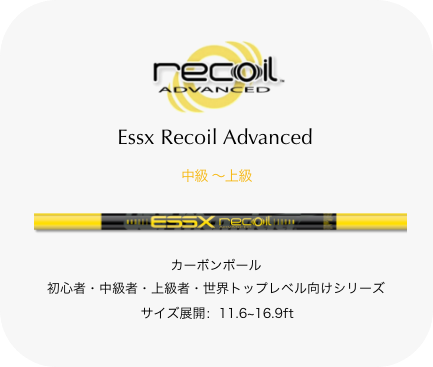 recoil™
ADVANCED
Essx Recoil Advanced
中級 〜上級
ESSX recoil
カーボンポール
初心者・中級者・上級者・世界トップレベル向けシリーズ
サイズ展開: 11.6~16.9ft